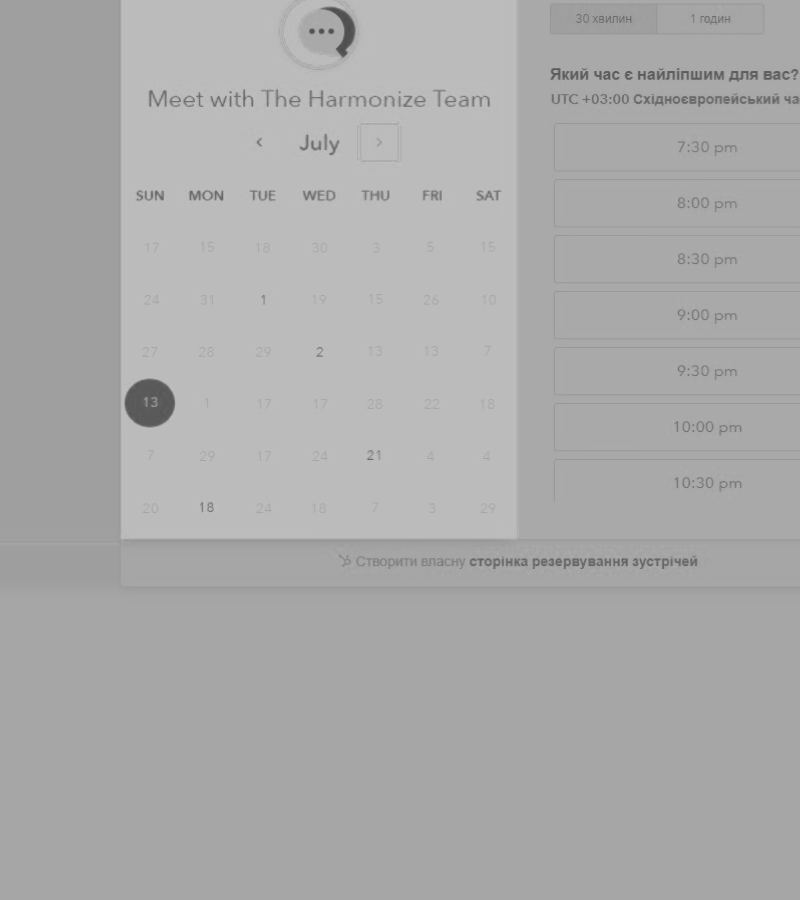 30 хвилин 1 годин
Який час є найліпшим для вас?
UTC +03:00 Східноєвропейський
Meet with The Harmonize Team
July
SUN MON TUE WED THU FRI SAT
17 15 18 30 3 5 15
24 31 1 19 15 26 10
27 28 29 2 13 13 7
13 1 17 17 28 22 18
7 29 17 24 21 4 4
20 18 24 18 7 3 29
7:30 pm
8:00 pm
8:30 pm
9:00 pm
9:30 pm
10:00 pm
10:30 pm
Створити власну сторінка резервування зустрічей